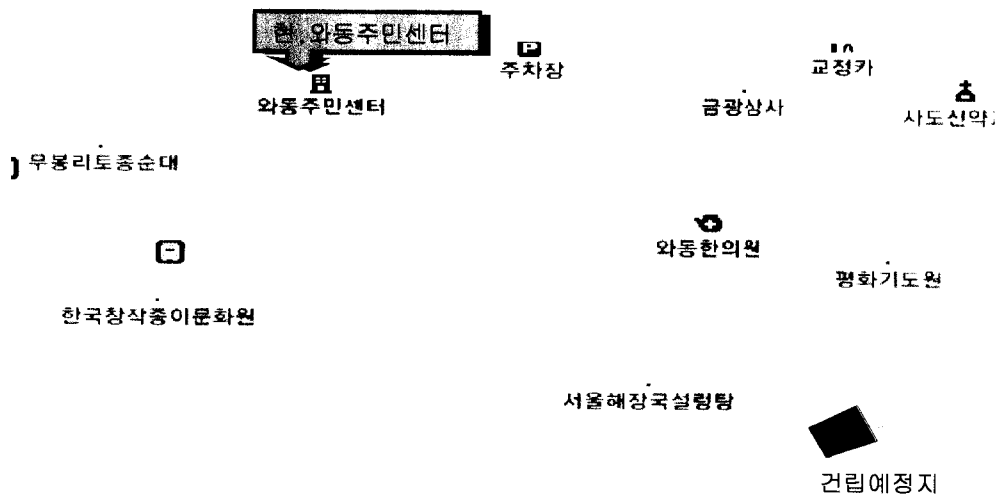 현 와동주민센터
P
주차장
교정카
와동주민센터
금광상사
사도신약
무봉리토종순대
와동한의원
평화기도원
한국창작종이문화원
서울해장국설렁탕
건립예정지